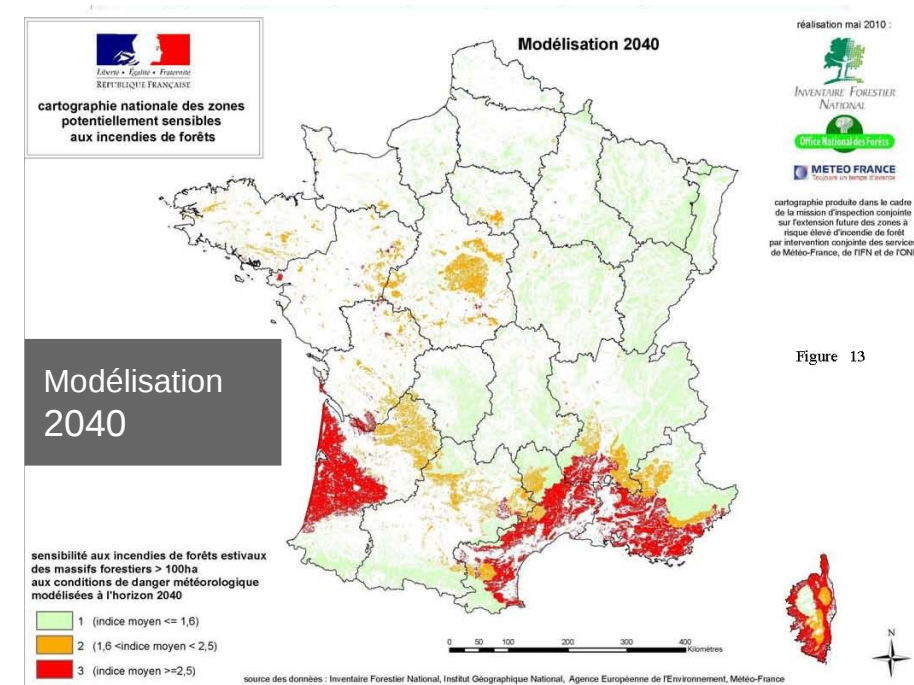 Modélisation 2040
réalisation mai 2010 :
Liberté • Égalité • Fraternité
RÉPUBLIQUE FRANÇAISE
cartographie nationale des zones
potentiellement sensibles
aux incendies de forêts
INVENTAIRE FORESTIER
NATIONAL
Office National des Forêts
METEO FRANCE
Toujours un temps d'avance
cartographie produite dans le cadre
de la mission d'inspection conjointe
sur l'extension future des zones à
risque élevé d'incendie de forêt
par intervention conjointe des services
de Météo-France, de l'IFN et de l'ON
Figure 13
Modélisation
2040
sensibilité aux incendies de forêts estivaux
des massifs forestiers > 100ha
aux conditions de danger météorologique
modélisées à l'horizon 2040
1 (indice moyen <= 1,6)
2 (1,6 <indice moyen < 2,5)
3 (indice moyen >=2,5)
0 50 100 200 300 400
Kilomètres
N
source des données : Inventaire Forestier National, Institut Géographique National, Agence Européenne de l'Environnement, Météo-France